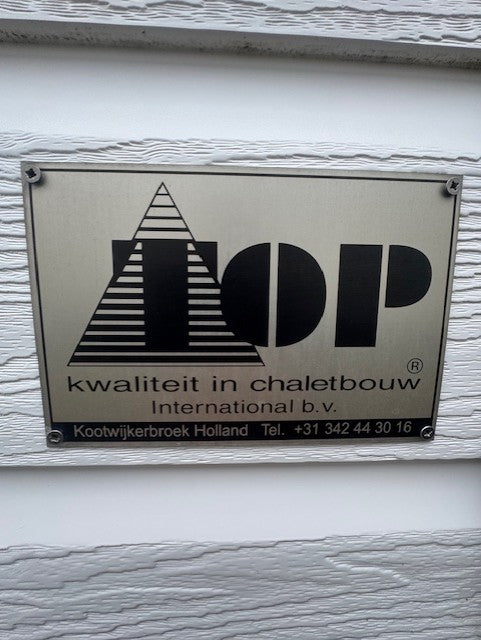 TOP
®
kwaliteit in chaletbouw
International b.v.
Kootwijkerbroek Holland Tel. +31 342 44 30 16